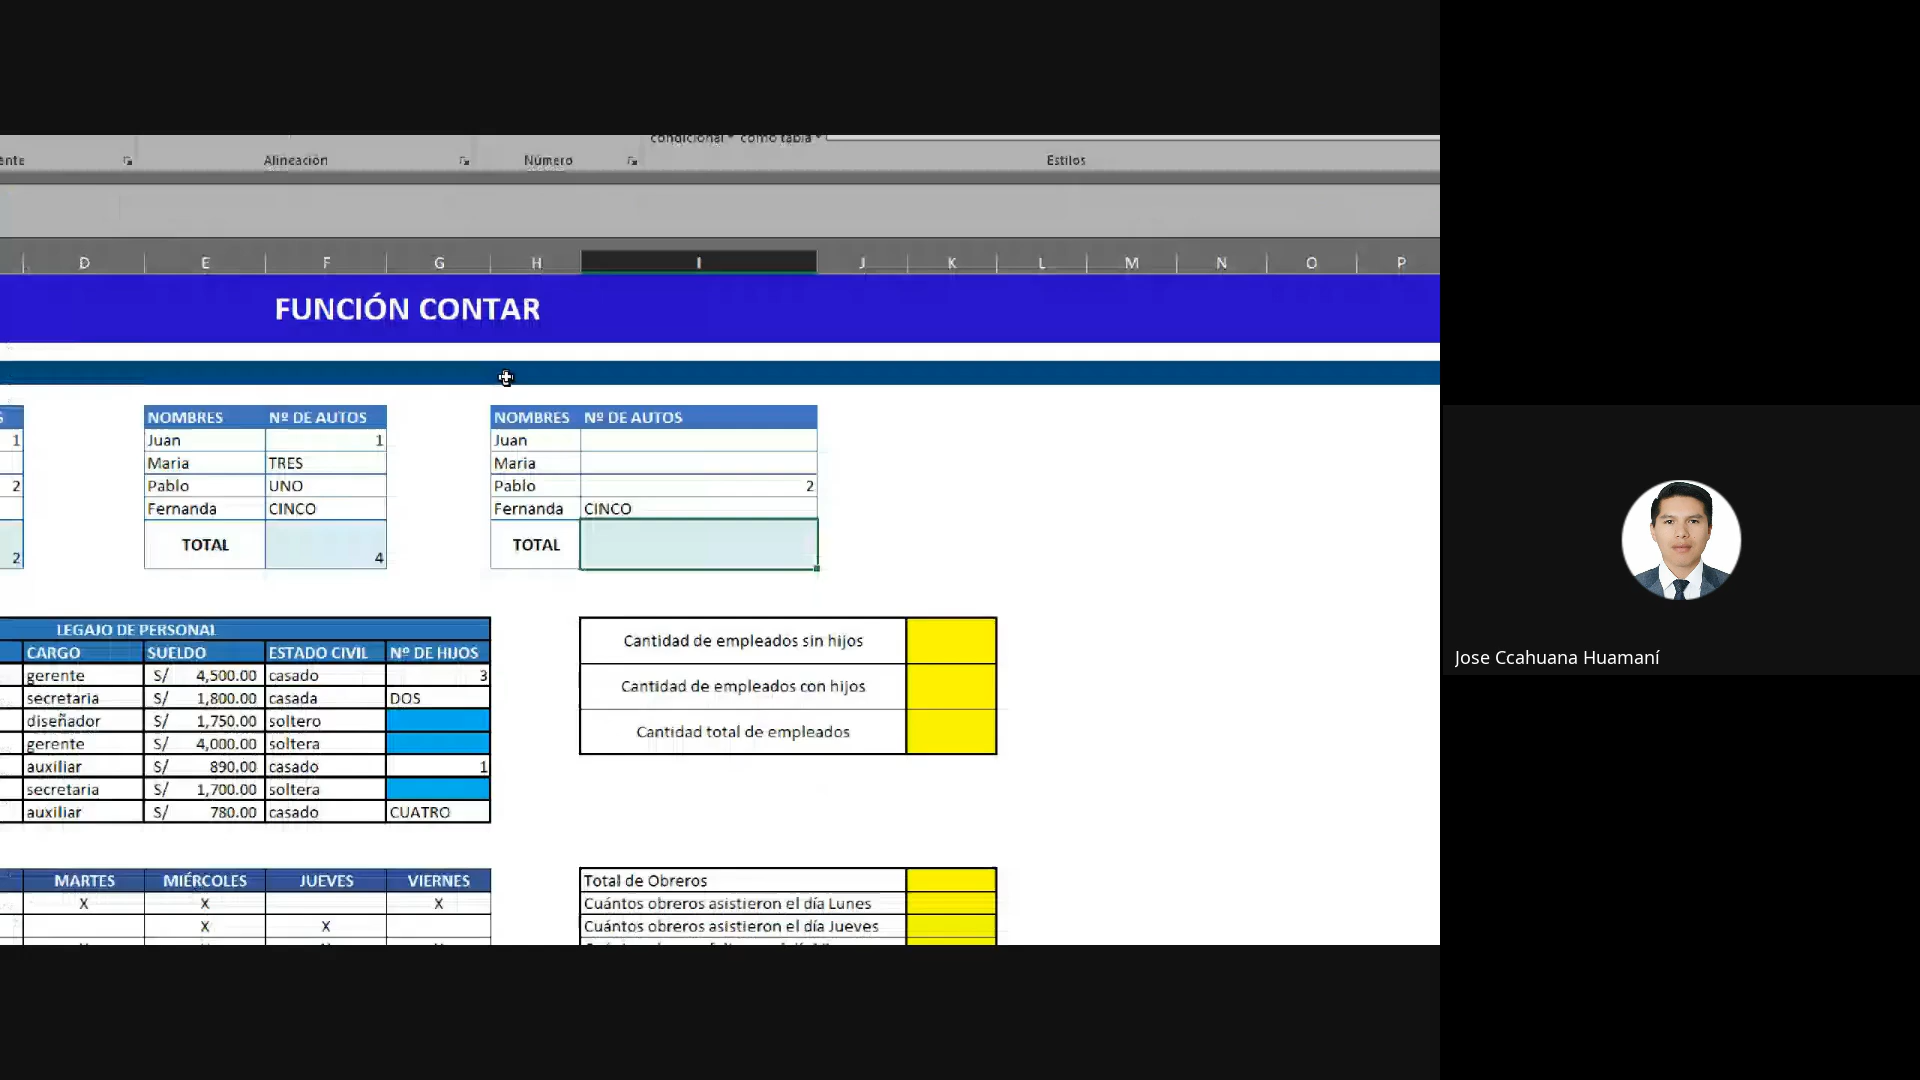 condicional como tabla
Alineación Número Estilos
D E F G H I J K L M N O P
FUNCIÓN CONTAR
NOMBRES Nº DE AUTOS NOMBRES Nº DE AUTOS
1 Juan 1 Juan
Maria TRES Maria
2 Pablo UNO Pablo 2
Fernanda CINCO Fernanda CINCO
TOTAL TOTAL
2 4
LEGAJO DE PERSONAL
CARGO SUELDO ESTADO CIVIL Nº DE HIJOS
gerente S/ 4,500.00 casado 3
secretaria S/ 1,800.00 casada DOS
diseñador S/ 1,750.00 soltero
gerente S/ 4,000.00 soltera
auxiliar S/ 890.00 casado 1
secretaria S/ 1,700.00 soltera
auxiliar S/ 780.00 casado CUATRO
Cantidad de empleados sin hijos
Cantidad de empleados con hijos
Cantidad total de empleados
MARTES MIÉRCOLES JUEVES VIERNES
X X X
X X
Total de Obreros
Cuántos obreros asistieron el día Lunes
Cuántos obreros asistieron el día Jueves
Jose Ccahuana Huamaní